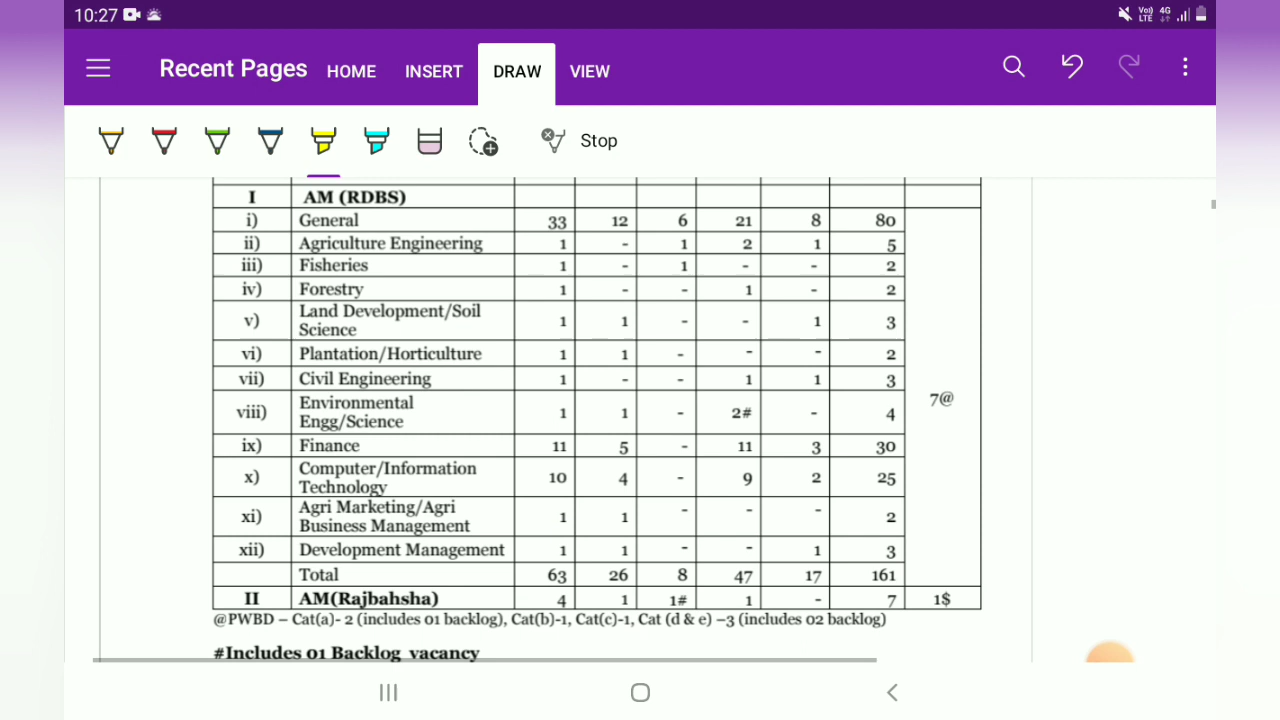 10:27 Vo) LTE 4G
Recent Pages HOME INSERT DRAW VIEW
Stop
I AM (RDBS)
i) General 33 12 6 21 8 80
ii) Agriculture Engineering 1 - 1 2 1 5
iii) Fisheries 1 - 1 - - 2
iv) Forestry 1 - - 1 - 2
v) Land Development/Soil Science 1 1 - - 1 3
vi) Plantation/Horticulture 1 1 - - - 2
vii) Civil Engineering 1 - - 1 1 3
viii) Environmental Engg/Science 1 1 - 2# - 4
7@
ix) Finance 11 5 - 11 3 30
x) Computer/Information Technology 10 4 - 9 2 25
xi) Agri Marketing/Agri Business Management 1 1 - - - 2
xii) Development Management 1 1 - - 1 3
Total 63 26 8 47 17 161
II AM(Rajbahsha) 4 1 1# 1 - 7 1$
@PWBD – Cat(a)- 2 (includes 01 backlog), Cat(b)-1, Cat(c)-1, Cat (d & e) –3 (includes 02 backlog)
#Includes 01 Backlog vacancy